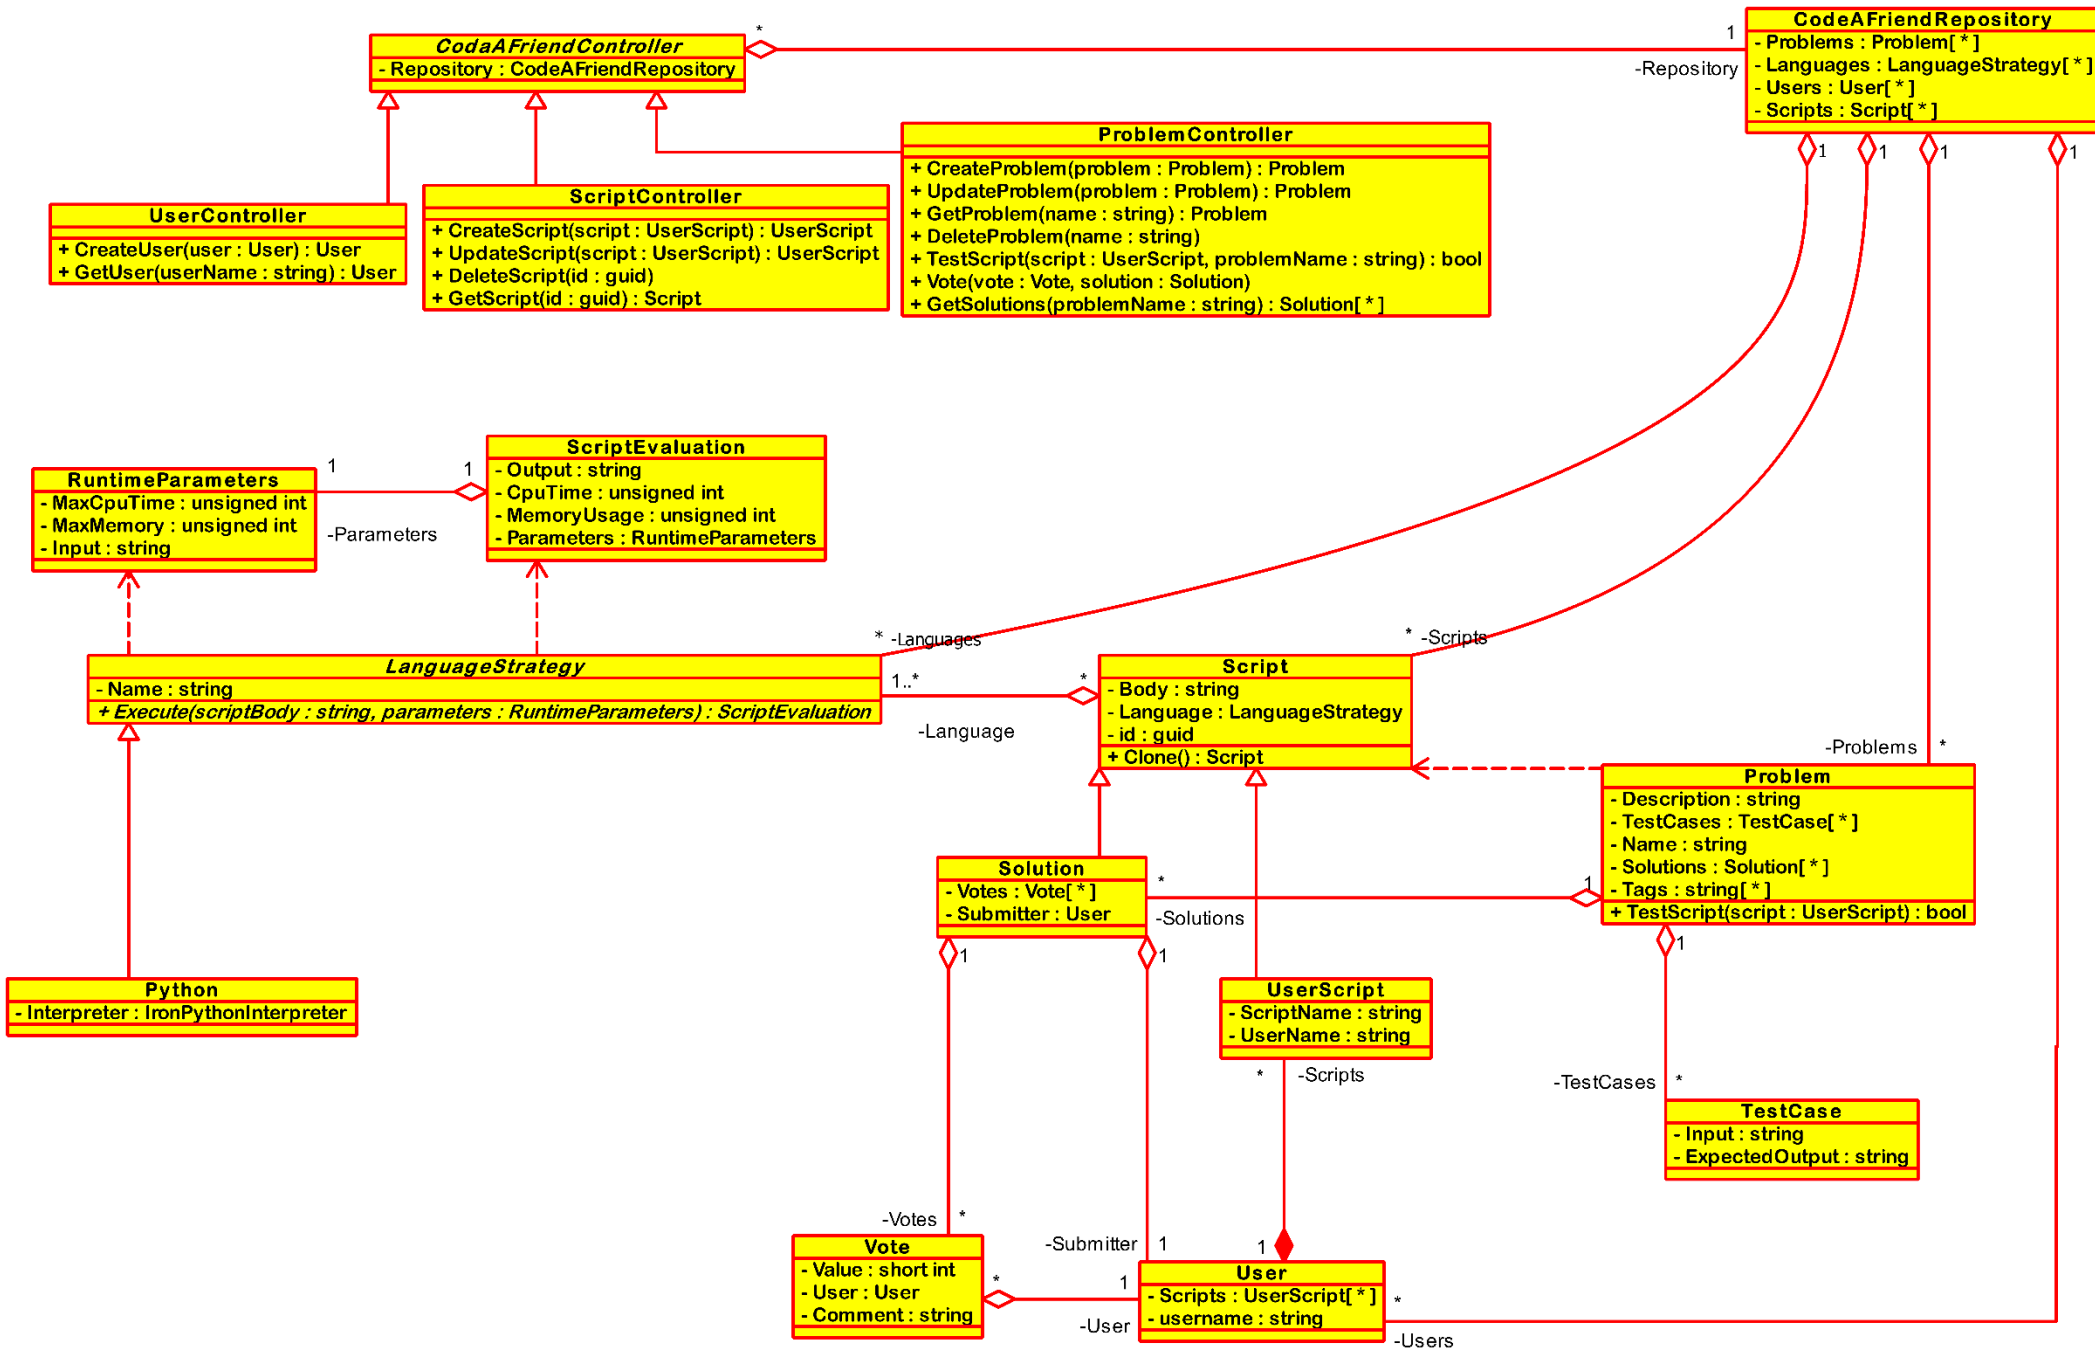 CodaAFriendController
- Repository : CodeAFriendRepository
*
1
-Repository
CodeAFriendRepository
- Problems : Problem[ * ]
- Languages : LanguageStrategy[ * ]
- Users : User[ * ]
- Scripts : Script[ * ]
1
1
1
1
UserController
+ CreateUser(user : User) : User
+ GetUser(userName : string) : User
ScriptController
+ CreateScript(script : UserScript) : UserScript
+ UpdateScript(script : UserScript) : UserScript
+ DeleteScript(id : guid)
+ GetScript(id : guid) : Script
ProblemController
+ CreateProblem(problem : Problem) : Problem
+ UpdateProblem(problem : Problem) : Problem
+ GetProblem(name : string) : Problem
+ DeleteProblem(name : string)
+ TestScript(script : UserScript, problemName : string) : bool
+ Vote(vote : Vote, solution : Solution)
+ GetSolutions(problemName : string) : Solution[ * ]
RuntimeParameters
- MaxCpuTime : unsigned int
- MaxMemory : unsigned int
- Input : string
1
1
-Parameters
ScriptEvaluation
- Output : string
- CpuTime : unsigned int
- MemoryUsage : unsigned int
- Parameters : RuntimeParameters
* -Languages
* -Scripts
LanguageStrategy
- Name : string
+ Execute(scriptBody : string, parameters : RuntimeParameters) : ScriptEvaluation
1..*
*
-Language
Script
- Body : string
- Language : LanguageStrategy
- id : guid
+ Clone() : Script
-Problems *
Problem
- Description : string
- TestCases : TestCase[ * ]
- Name : string
- Solutions : Solution[ * ]
- Tags : string[ * ]
+ TestScript(script : UserScript) : bool
Solution
- Votes : Vote[ * ]
- Submitter : User
*
1
-Solutions
1
1
1
Python
- Interpreter : IronPythonInterpreter
UserScript
- ScriptName : string
- UserName : string
* -Scripts
-TestCases *
TestCase
- Input : string
- ExpectedOutput : string
-Votes *
-Submitter 1
1
Vote
- Value : short int
- User : User
- Comment : string
*
1
-User
User
- Scripts : UserScript[ * ]
- username : string
*
-Users